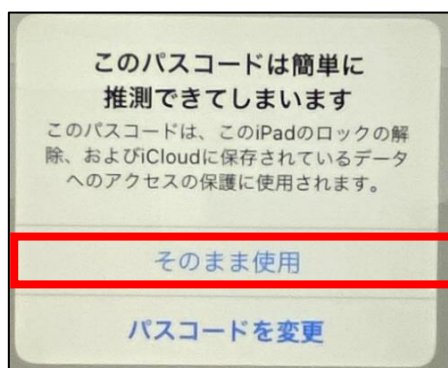 このパスコードは簡単に
推測できてしまいます
このパスコードは、このiPadのロックの解
除、およびiCloudに保存されているデータ
へのアクセスの保護に使用されます。
そのまま使用
パスコードを変更